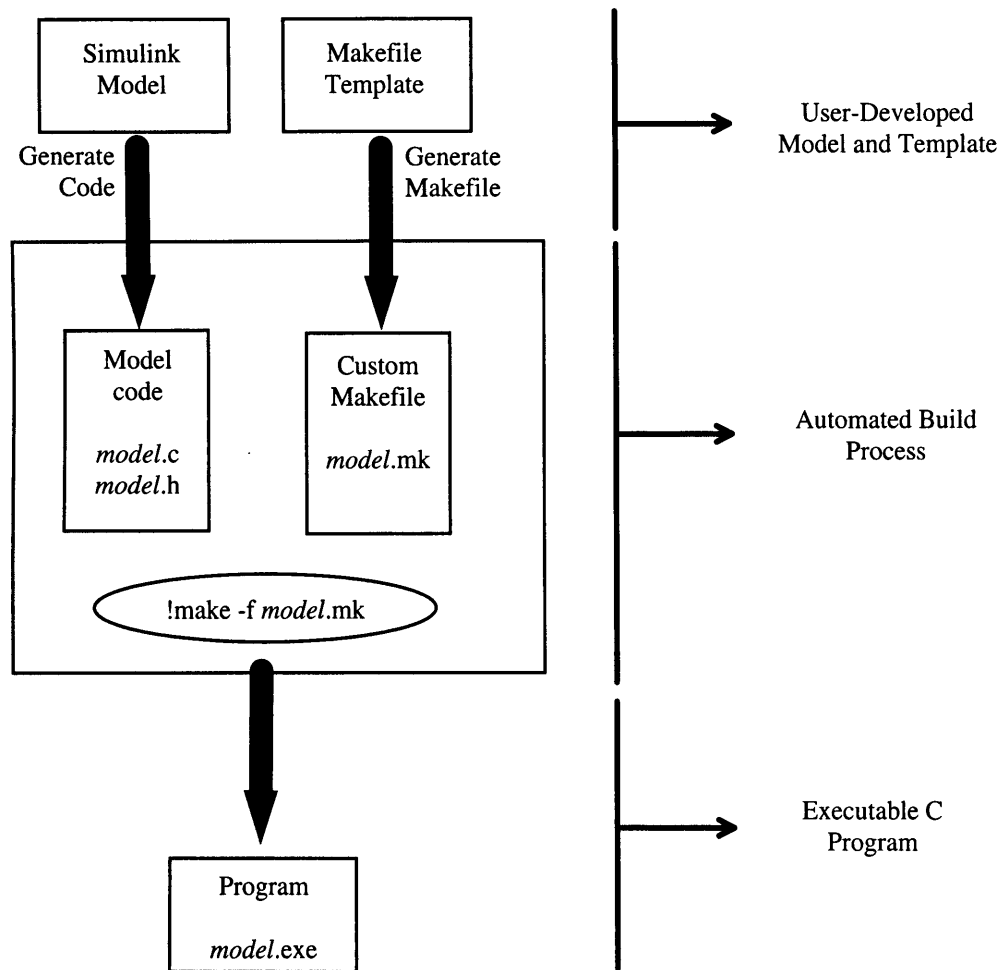 Simulink
Model
Makefile
Template
User-Developed
Model and Template
Generate
Code
Generate
Makefile
Model
code
model.c
model.h
Custom
Makefile
model.mk
Automated Build
Process
!make -f model.mk
Executable C
Program
Program
model.exe